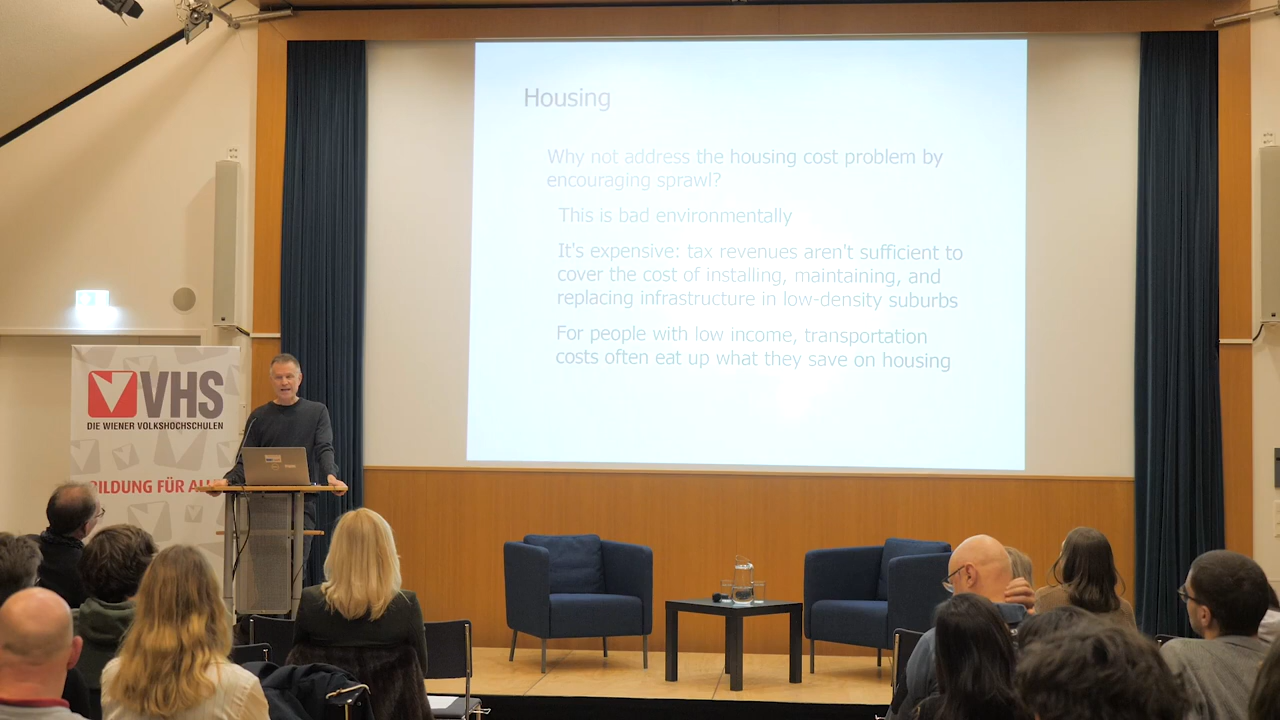 Housing
Why not address the housing cost problem by
encouraging sprawl?
This is bad environmentally
It's expensive: tax revenues aren't sufficient to
cover the cost of installing, maintaining, and
replacing infrastructure in low-density suburbs
For people with low income, transportation
costs often eat up what they save on housing
VHS
DIE WIENER VOLKSHOCHSCHULEN
BILDUNG FÜR